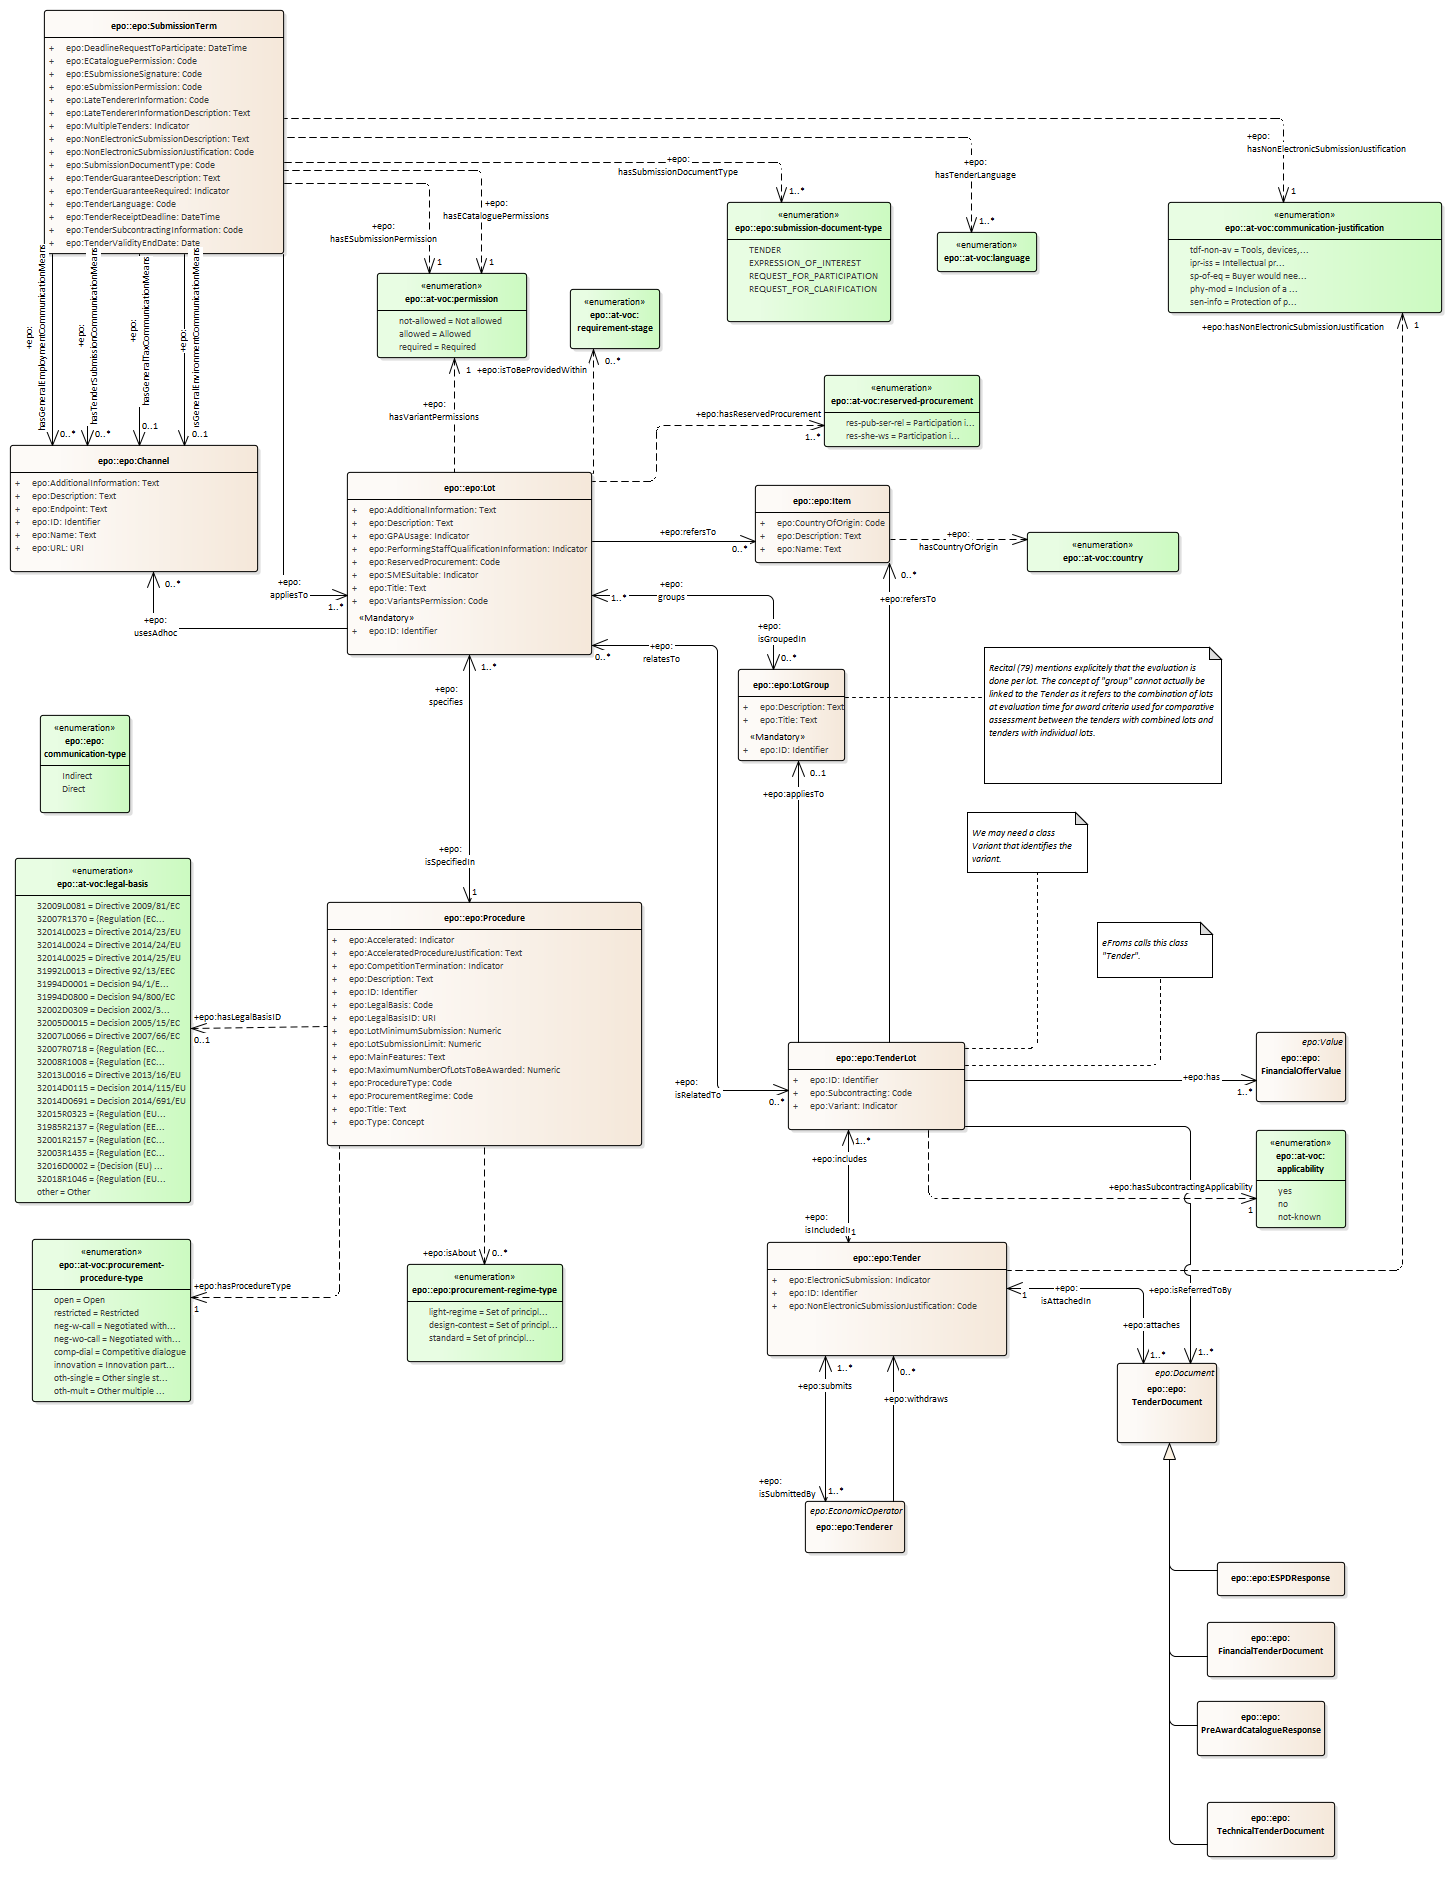 epo::epo:SubmissionTerm
+ epo:DeadlineRequestToParticipate: DateTime
+ epo:ECataloguePermission: Code
+ epo:ESubmissioneSignature: Code
+ epo:eSubmissionPermission: Code
+ epo:LateTendererInformation: Code
+ epo:LateTendererInformationDescription: Text
+ epo:MultipleTenders: Indicator
+ epo:NonElectronicSubmissionDescription: Text
+ epo:NonElectronicSubmissionJustification: Code
+ epo:SubmissionDocumentType: Code
+ epo:TenderGuaranteeDescription: Text
+ epo:TenderGuaranteeRequired: Indicator
+ epo:TenderLanguage: Code
+ epo:TenderReceiptDeadline: DateTime
+ epo:TenderSubcontractingInformation: Code
+ epo:TenderValidityEndDate: Date
+epo:
hasNonElectronicSubmissionJustification
1
+epo:
hasTenderLanguage
1..*
+epo:
hasSubmissionDocumentType
1..*
+epo:
hasECataloguePermissions
1
+epo:
hasESubmissionPermission
1
«enumeration»
epo::epo:submission-document-type
TENDER
EXPRESSION_OF_INTEREST
REQUEST_FOR_PARTICIPATION
REQUEST_FOR_CLARIFICATION
«enumeration»
epo::at-voc:language
«enumeration»
epo::at-voc:communication-justification
tdf-non-av = Tools, devices,...
ipr-iss = Intellectual pr...
sp-of-eq = Buyer would nee...
phy-mod = Inclusion of a ...
sen-info = Protection of p...
+epo:hasNonElectronicSubmissionJustification
1
«enumeration»
epo::at-voc:permission
not-allowed = Not allowed
allowed = Allowed
required = Required
«enumeration»
epo::at-voc:
requirement-stage
+epo:
hasGeneralEmploymentCommunicationMeans
0..*
+epo:
hasTenderSubmissionCommunicationMeans
0..*
+epo:
hasGeneralTaxCommunicationMeans
0..1
+epo:
isGeneralEnvironmentCommunicationMeans
0..1
1
+epo:isToBeProvidedWithin
0..*
+epo:
hasVariantPermissions
+epo:hasReservedProcurement
1..*
«enumeration»
epo::at-voc:reserved-procurement
res-pub-ser-rel = Participation i...
res-she-ws = Participation i...
epo::epo:Channel
+ epo:AdditionalInformation: Text
+ epo:Description: Text
+ epo:Endpoint: Text
+ epo:ID: Identifier
+ epo:Name: Text
+ epo:URL: URI
0..*
+epo:
usesAdhoc
+epo:
appliesTo
1..*
epo::epo:Lot
+ epo:AdditionalInformation: Text
+ epo:Description: Text
+ epo:GPAUsage: Indicator
+ epo:PerformingStaffQualificationInformation: Indicator
+ epo:ReservedProcurement: Code
+ epo:SMESuitable: Indicator
+ epo:Title: Text
+ epo:VariantsPermission: Code
«Mandatory»
+ epo:ID: Identifier
+epo:refersTo
0..*
epo::epo:Item
+ epo:CountryOfOrigin: Code
+ epo:Description: Text
+ epo:Name: Text
+epo:
hasCountryOfOrigin
«enumeration»
epo::at-voc:country
0..*
+epo:refersTo
+epo:
groups
1..*
+epo:
isGroupedIn
0..*
+epo:
relatesTo
0..*
epo::epo:LotGroup
+ epo:Description: Text
+ epo:Title: Text
«Mandatory»
+ epo:ID: Identifier
Recital (79) mentions explicitely that the evaluation is
done per lot. The concept of "group" cannot actually be
linked to the Tender as it refers to the combination of lots
at evaluation time for award criteria used for comparative
assessment between the tenders with combined lots and
tenders with individual lots.
0..1
+epo:appliesTo
1..*
+epo:
specifies
+epo:
isSpecifiedIn
1
«enumeration»
epo::epo:
communication-type
Indirect
Direct
We may need a class
Variant that identifies the
variant.
eFroms calls this class
"Tender".
«enumeration»
epo::at-voc:legal-basis
32009L0081 = Directive 2009/81/EC
32007R1370 = {Regulation (EC...
32014L0023 = Directive 2014/23/EU
32014L0024 = Directive 2014/24/EU
32014L0025 = Directive 2014/25/EU
31992L0013 = Directive 92/13/EEC
31994D0001 = Decision 94/1/E...
31994D0800 = Decision 94/800/EC
32002D0309 = Decision 2002/3...
32005D0015 = Decision 2005/15/EC
32007L0066 = Directive 2007/66/EC
32007R0718 = {Regulation (EC...
32008R1008 = {Regulation (EC...
32013L0016 = Directive 2013/16/EU
32014D0115 = Decision 2014/115/EU
32014D0691 = Decision 2014/691/EU
32015R0323 = {Regulation (EU...
31985R2137 = {Regulation (EE...
32001R2157 = {Regulation (EC...
32003R1435 = {Regulation (EC...
32016D0002 = {Decision (EU) ...
32018R1046 = {Regulation (EU...
other = Other
+epo:hasLegalBasisID
0..1
epo::epo:Procedure
+ epo:Accelerated: Indicator
+ epo:AcceleratedProcedureJustification: Text
+ epo:CompetitionTermination: Indicator
+ epo:Description: Text
+ epo:ID: Identifier
+ epo:LegalBasis: Code
+ epo:LegalBasisID: URI
+ epo:LotMinimumSubmission: Numeric
+ epo:LotSubmissionLimit: Numeric
+ epo:MainFeatures: Text
+ epo:MaximumNumberOfLotsToBeAwarded: Numeric
+ epo:ProcedureType: Code
+ epo:ProcurementRegime: Code
+ epo:Title: Text
+ epo:Type: Concept
+epo:
isRelatedTo
0..*
epo::epo:TenderLot
+ epo:ID: Identifier
+ epo:Subcontracting: Code
+ epo:Variant: Indicator
+epo:has
1..*
epo:Value
epo::epo:
FinancialOfferValue
«enumeration»
epo::at-voc:
applicability
yes
no
not-known
+epo:hasSubcontractingApplicability
1
1..*
+epo:includes
+epo:
isIncludedIn
1
«enumeration»
epo::at-voc:procurement-
procedure-type
open = Open
restricted = Restricted
neg-w-call = Negotiated with...
neg-wo-call = Negotiated with...
comp-dial = Competitive dialogue
innovation = Innovation part...
oth-single = Other single st...
oth-mult = Other multiple ...
+epo:hasProcedureType
1
+epo:isAbout
0..*
«enumeration»
epo::epo:procurement-regime-type
light-regime = Set of principl...
design-contest = Set of principl...
standard = Set of principl...
epo::epo:Tender
+ epo:ElectronicSubmission: Indicator
+ epo:ID: Identifier
+ epo:NonElectronicSubmissionJustification: Code
1
+epo:
isAttachedIn
+epo:isReferredToBy
+epo:attaches
1..*
1..*
epo:Document
epo::epo:
TenderDocument
1..*
+epo:submits
0..*
+epo:withdraws
+epo:
isSubmittedBy
1..*
epo:EconomicOperator
epo::epo:Tenderer
epo::epo:ESPDResponse
epo::epo:
FinancialTenderDocument
epo::epo:
PreAwardCatalogueResponse
epo::epo:
TechnicalTenderDocument